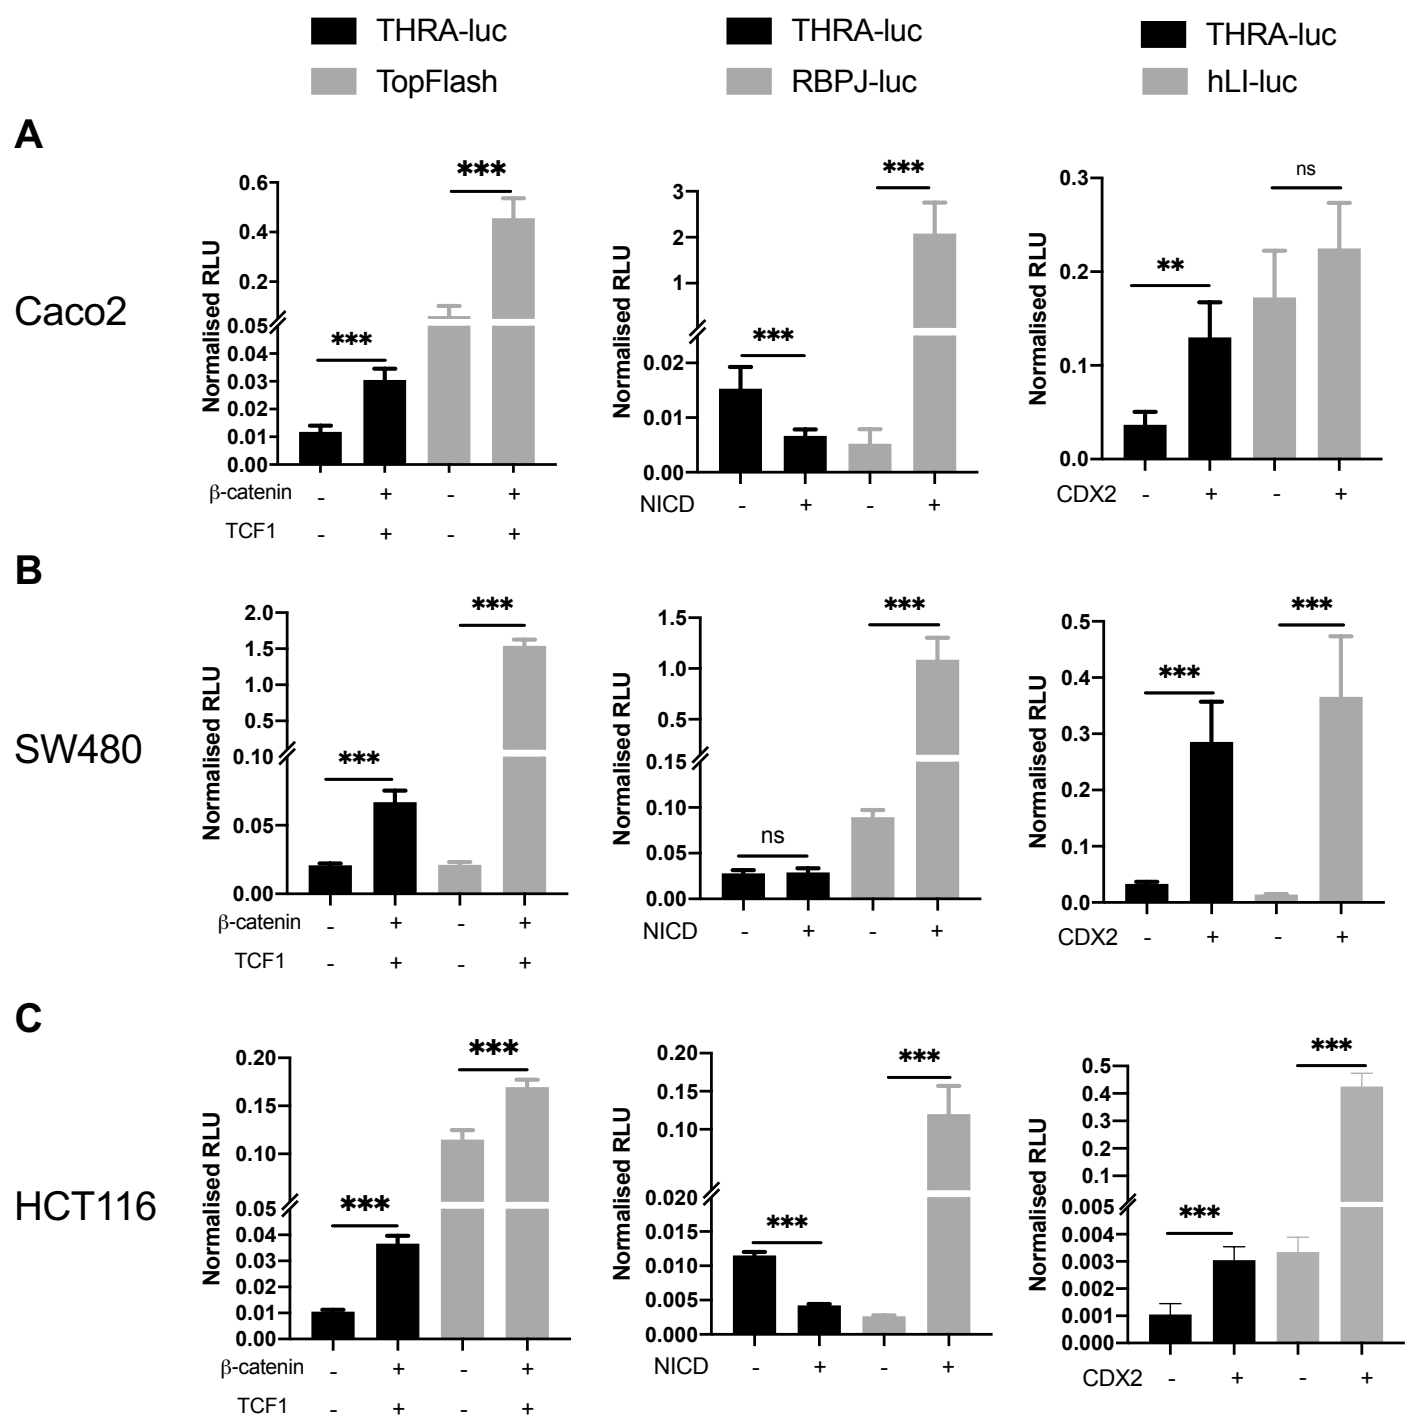 THRA-luc THRA-luc THRA-luc
TopFlash RBPJ-luc hLI-luc
A
Caco2
Normalised RLU
0.6
0.4
0.2
0.05
0.04
0.03
0.02
0.01
0.00
*** ***
β-catenin - + - +
TCF1 - + - +
Normalised RLU
3
2
1
0.02
0.01
0.00
*** ***
NICD - + - +
Normalised RLU
0.3
0.2
0.1
0.0
** ns
CDX2 - + - +
B
SW480
Normalised RLU
2.0
1.5
1.0
0.5
0.10
0.05
0.00
*** ***
β-catenin - + - +
TCF1 - + - +
Normalised RLU
1.5
1.0
0.5
0.15
0.10
0.05
0.00
ns ***
NICD - + - +
Normalised RLU
0.5
0.4
0.3
0.2
0.1
0.0
*** ***
CDX2 - + - +
C
HCT116
Normalised RLU
0.20
0.15
0.10
0.05
0.04
0.03
0.02
0.01
0.00
*** ***
β-catenin - + - +
TCF1 - + - +
Normalised RLU
0.20
0.15
0.10
0.020
0.015
0.010
0.005
0.000
*** ***
NICD - + - +
Normalised RLU
0.5
0.4
0.3
0.2
0.1
0.005
0.004
0.003
0.002
0.001
0.000
*** ***
CDX2 - + - +